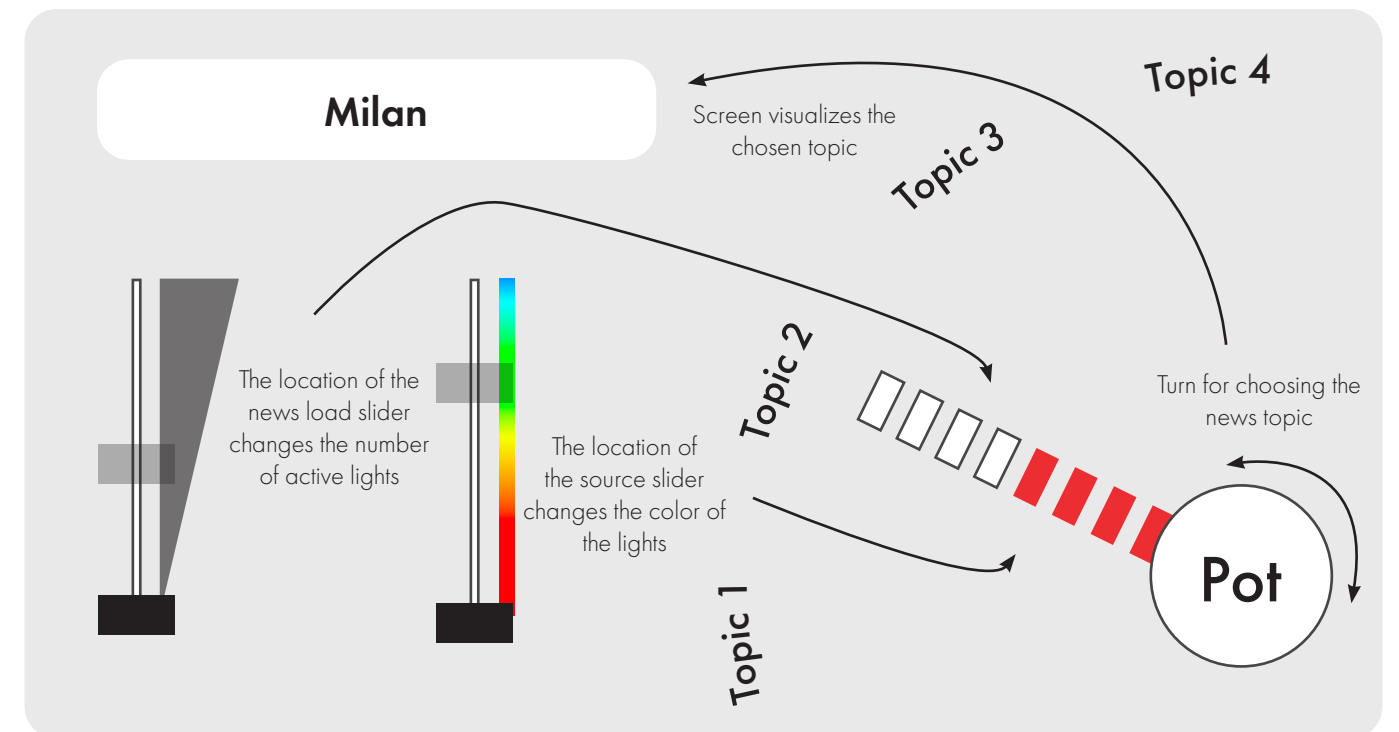 Milan
Screen visualizes the
chosen topic
Topic 4
Topic 3
Topic 2
Topic 1
The location of the
news load slider
changes the number
of active lights
The location of
the source slider
changes the color of
the lights
Turn for choosing the
news topic
Pot